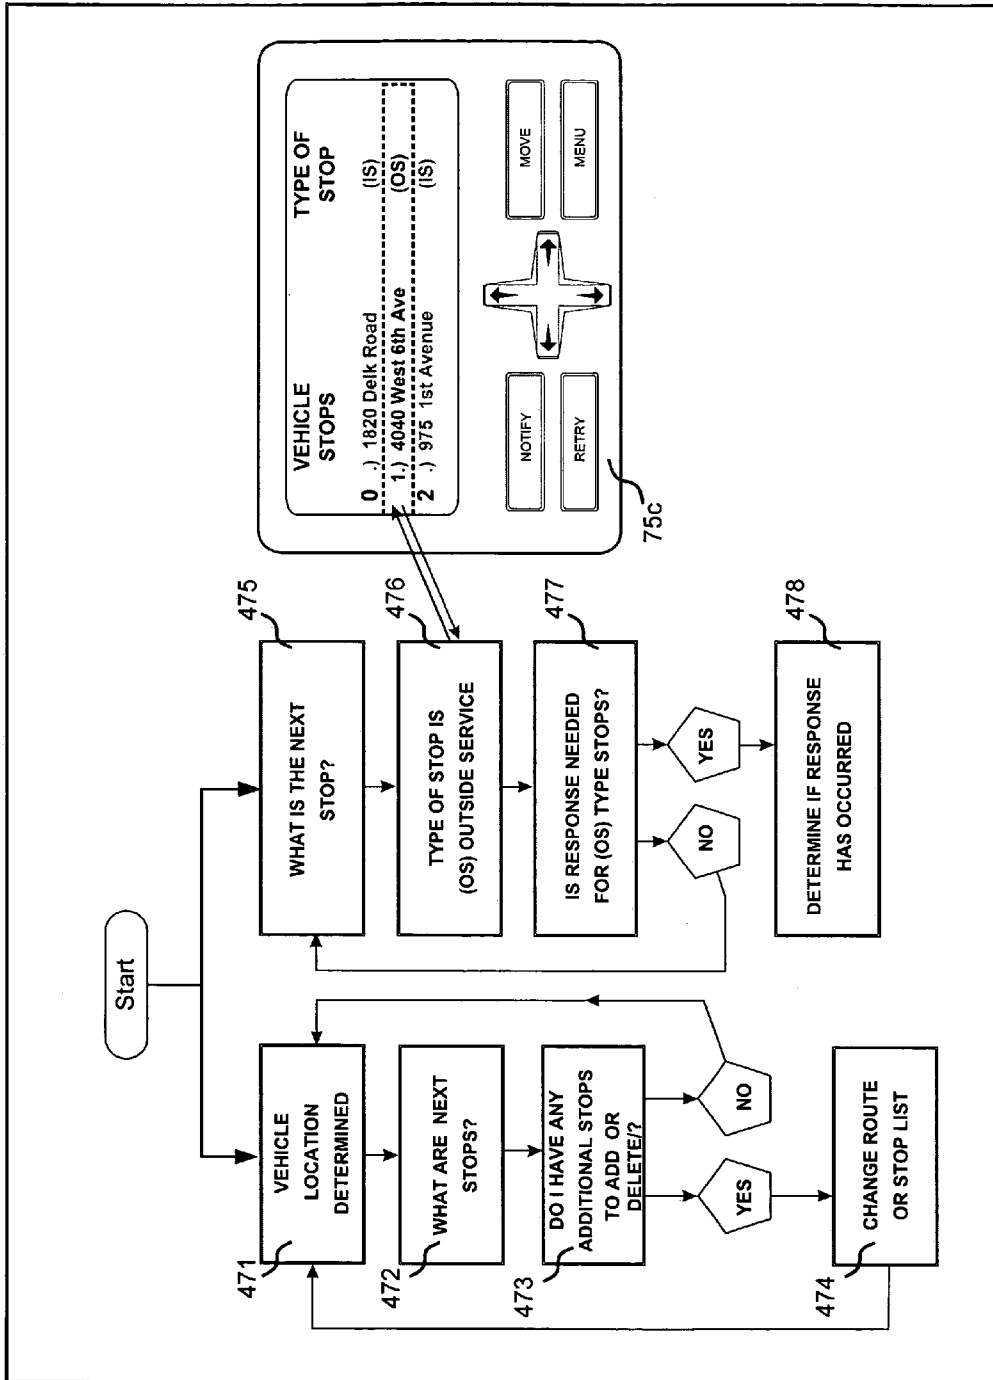 Start
471
VEHICLE
LOCATION
DETERMINED
472
WHAT ARE NEXT
STOPS?
473
DO I HAVE ANY
ADDITIONAL STOPS
TO ADD OR
DELETE/?
YES
NO
474
CHANGE ROUTE
OR STOP LIST
475
WHAT IS THE NEXT
STOP?
476
TYPE OF STOP IS
(OS) OUTSIDE SERVICE
477
IS RESPONSE NEEDED
FOR (OS) TYPE STOPS?
NO
YES
478
DETERMINE IF RESPONSE
HAS OCCURRED
VEHICLE
STOPS
TYPE OF
STOP
0 .) 1820 Delk Road (IS)
1.) 4040 West 6th Ave (OS)
2 .) 975 1st Avenue (IS)
NOTIFY
MOVE
RETRY
MENU
75c